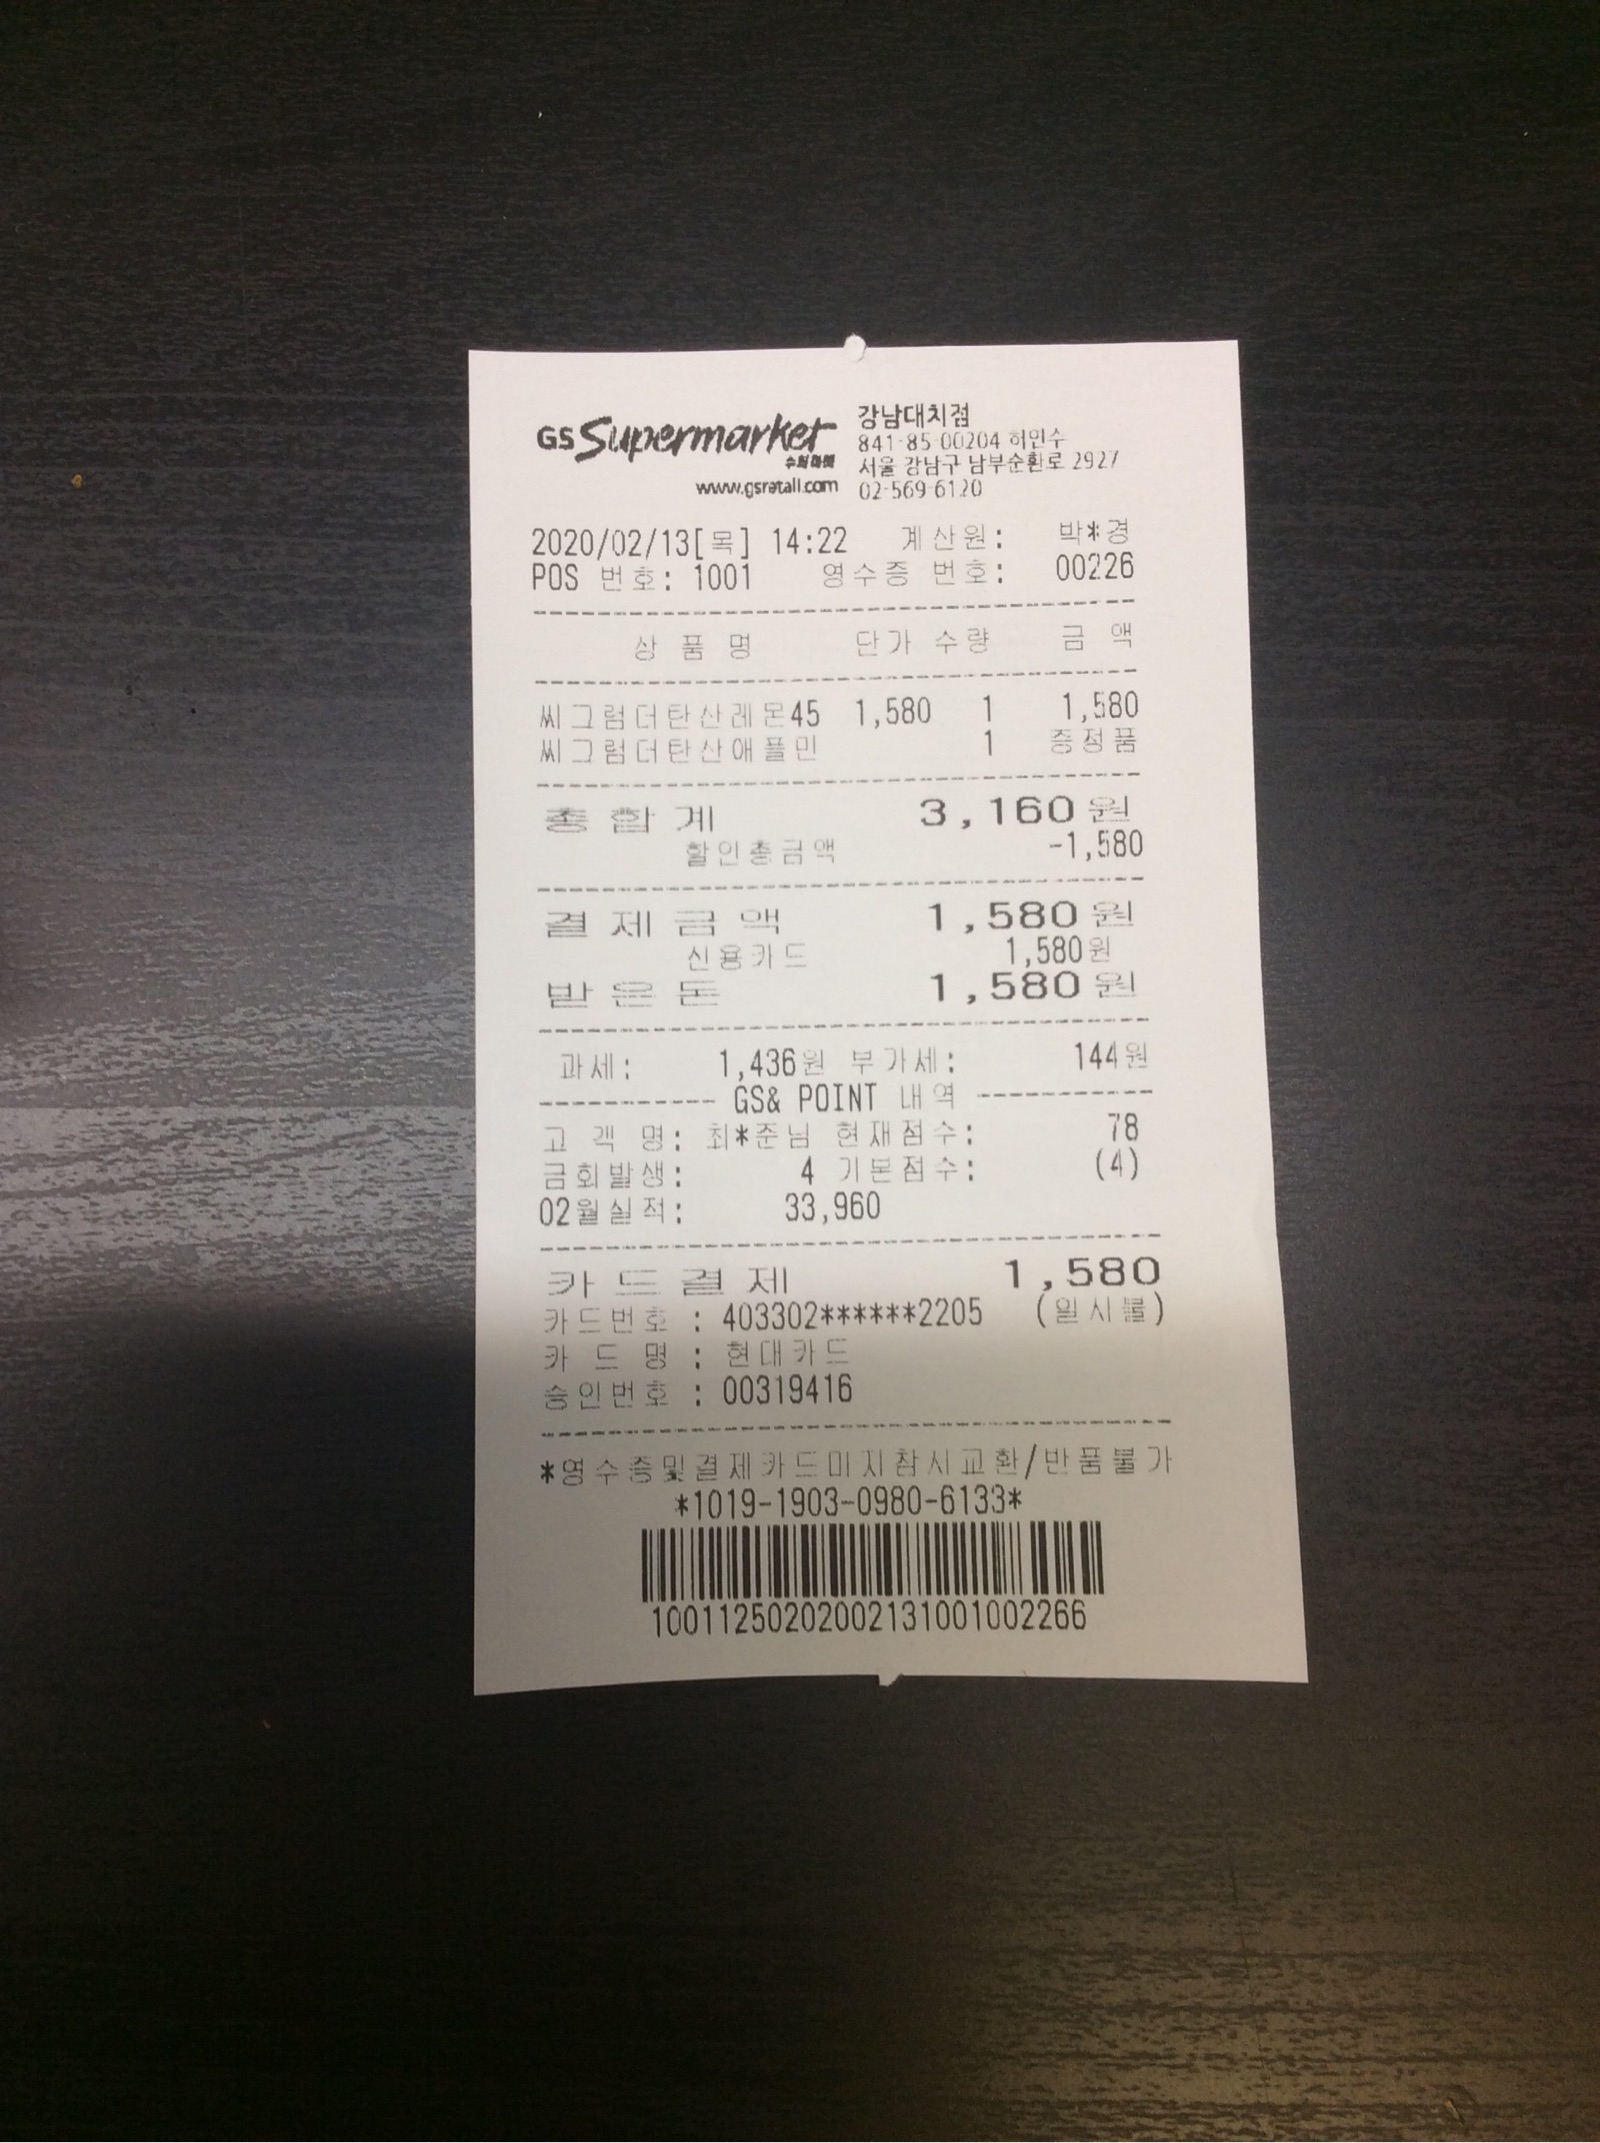 GS Supermarket
수퍼마켓
www.gsretail.com
강남대치점
841-85-00204 허인수
서울 강남구 남부순환로 2927
02-569-6120
2020/02/13[목] 14:22 계산원: 박*경
POS 번호: 1001 영수증 번호: 00226
상 품 명 단가 수량 금 액
씨그램더탄산레몬45 1,580 1 1,580
씨그램더탄산애플민 1 증정품
총 합 계 3,160원
할인총금액 -1,580
결 제 금 액 1,580원
신용카드 1,580원
받 은 돈 1,580원
과세: 1,436원 부가세: 144원
GS& POINT 내역
고 객 명: 최*준님 현재점수: 78
금회발생: 4 기본점수: (4)
02월실적: 33,960
카 드 결 제 1,580
카드번호 : 403302******2205 (일시불)
카 드 명 : 현대카드
승인번호 : 00319416
*영수증및결제카드미지참시교환/반품불가
*1019-1903-0980-6133*
10011250202002131001002266